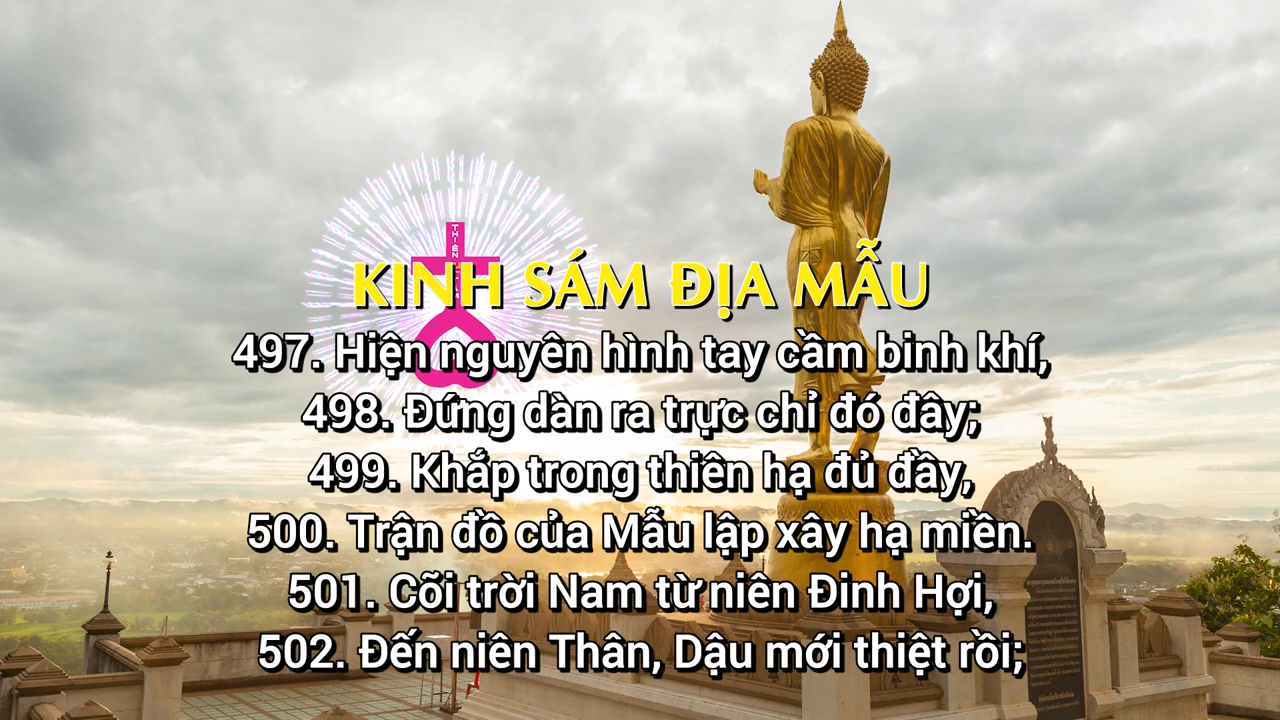 KINH SÁM ĐỊA MẪU
497. Hiện nguyên hình tay cầm binh khí,
498. Đứng dàn ra trực chỉ đó đây;
499. Khắp trong thiên hạ đủ đầy,
500. Trận đồ của Mẫu lập xây hạ miền.
501. Cõi trời Nam từ niên Đinh Hợi,
502. Đến niên Thân, Dậu mới thiệt rồi;